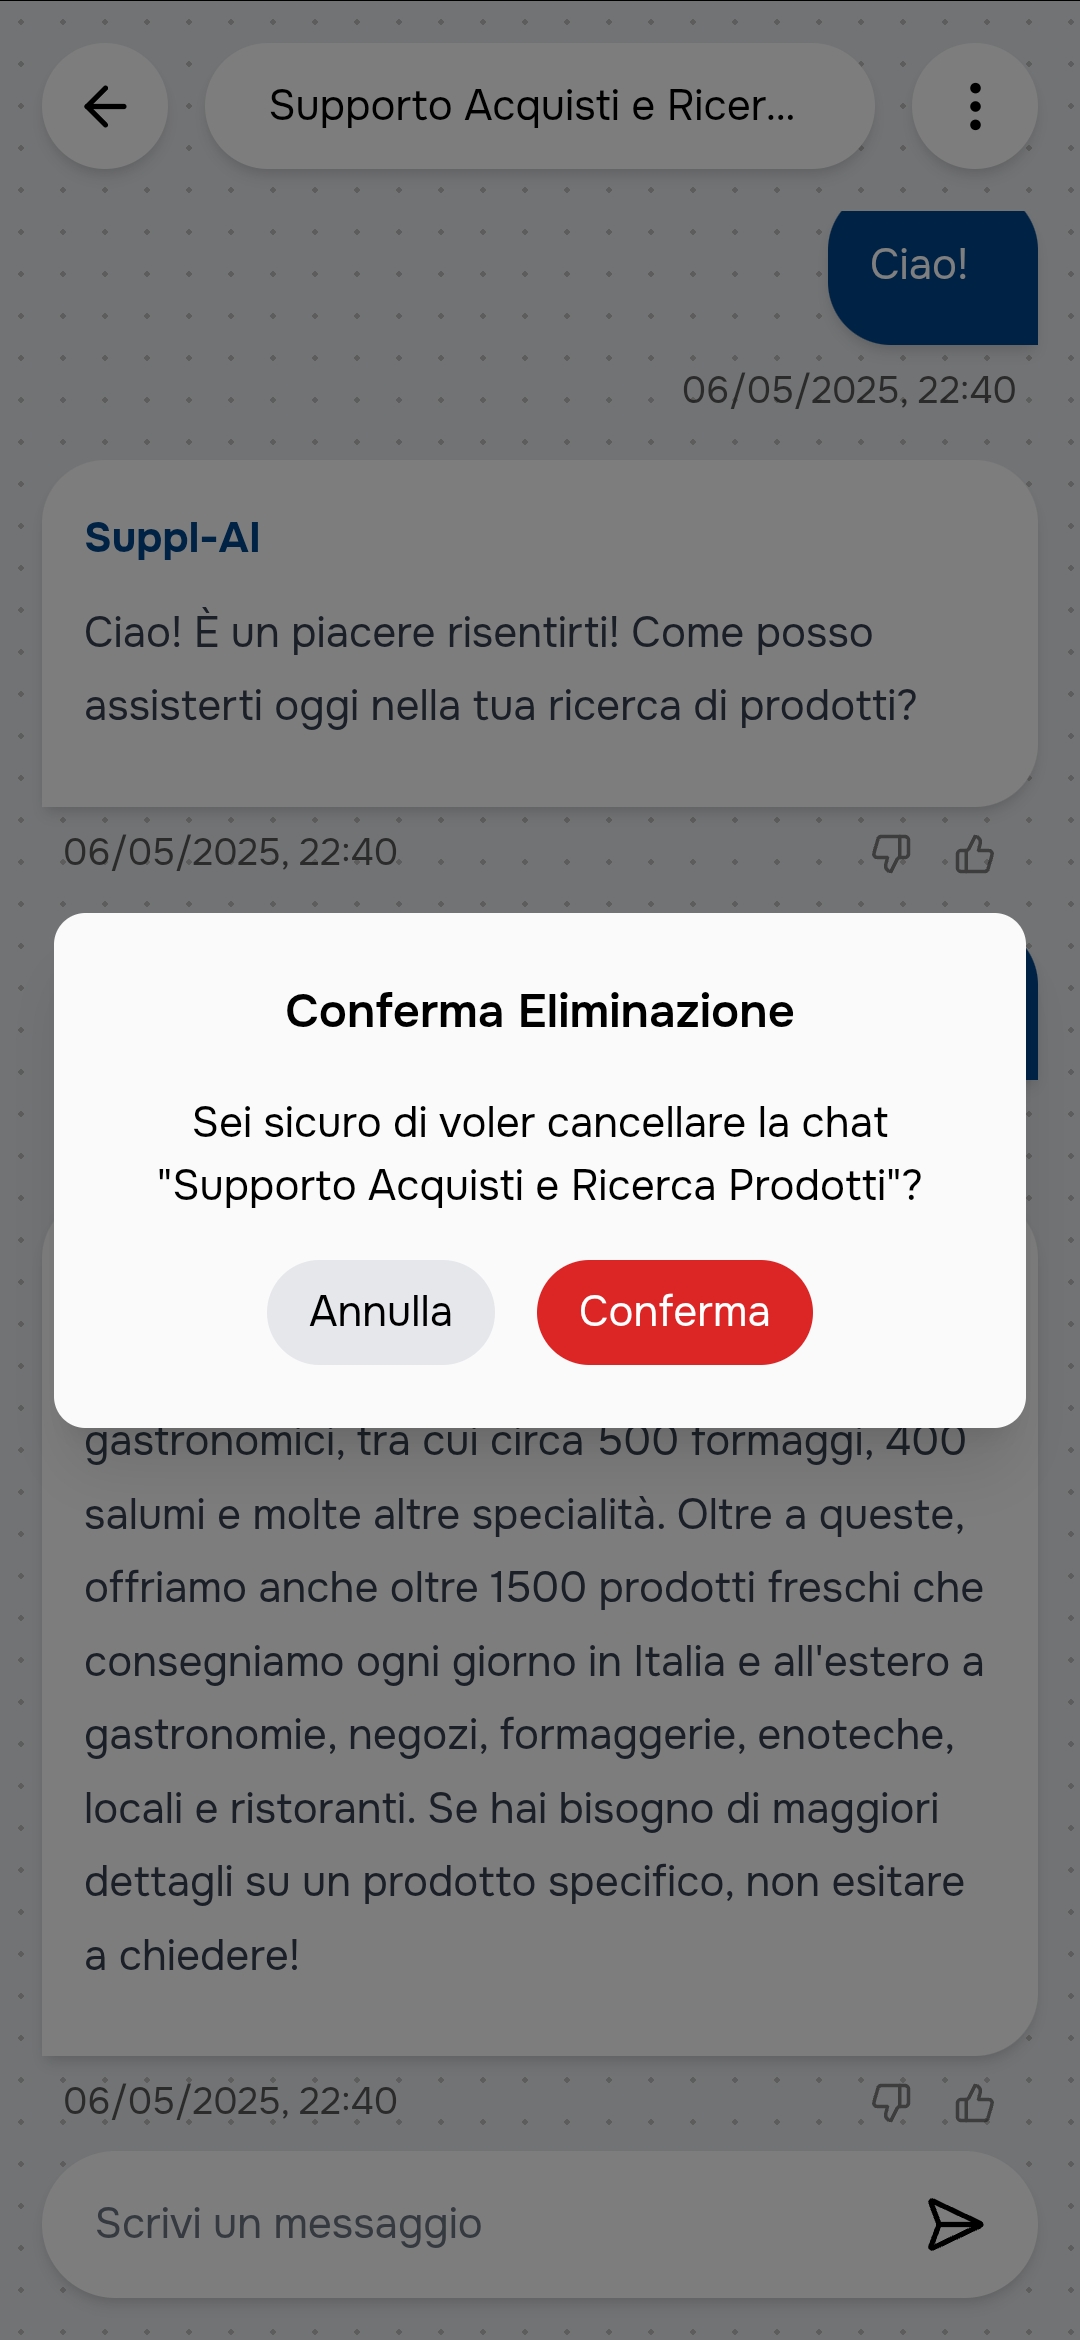 Supporto Acquisti e Ricer...
Ciao!
06/05/2025, 22:40
Suppl-AI
Ciao! È un piacere risentirti! Come posso
assisterti oggi nella tua ricerca di prodotti?
06/05/2025, 22:40
Conferma Eliminazione
Sei sicuro di voler cancellare la chat
"Supporto Acquisti e Ricerca Prodotti"?
Annulla
Conferma
gastronomici, tra cui circa 500 formaggi, 400
salumi e molte altre specialità. Oltre a queste,
offriamo anche oltre 1500 prodotti freschi che
consegniamo ogni giorno in Italia e all'estero a
gastronomie, negozi, formaggerie, enoteche,
locali e ristoranti. Se hai bisogno di maggiori
dettagli su un prodotto specifico, non esitare
a chiedere!
06/05/2025, 22:40
Scrivi un messaggio